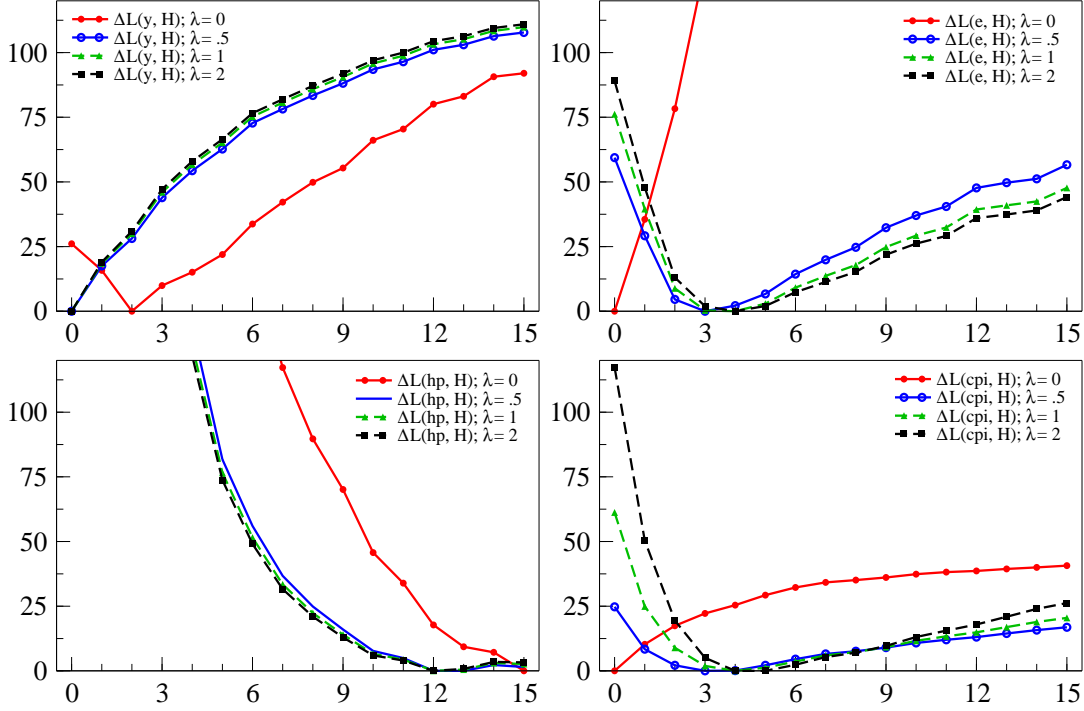 ΔL(y, H); λ= 0
ΔL(y, H); λ= .5
ΔL(y, H); λ= 1
ΔL(y, H); λ= 2
100
75
50
25
0
0 3 6 9 12 15
ΔL(e, H); λ= 0
ΔL(e, H); λ= .5
ΔL(e, H); λ= 1
ΔL(e, H); λ= 2
100
75
50
25
0
0 3 6 9 12 15
ΔL(hp, H); λ= 0
ΔL(hp, H); λ= .5
ΔL(hp, H); λ= 1
ΔL(hp, H); λ= 2
100
75
50
25
0
0 3 6 9 12 15
ΔL(cpi, H); λ= 0
ΔL(cpi, H); λ= .5
ΔL(cpi, H); λ= 1
ΔL(cpi, H); λ= 2
100
75
50
25
0
0 3 6 9 12 15